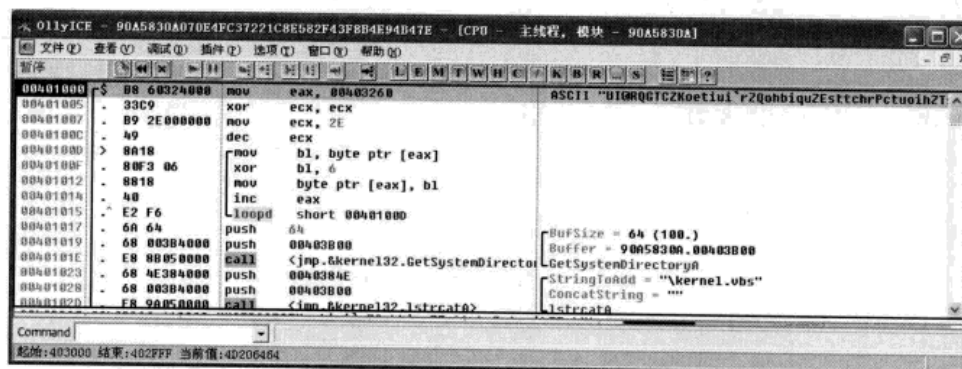 OllyICE - 90A5830A070E4FC37221C8E582F43F8B4E94B47E - [CPU - 主线程, 模块 - 90A5830A]
文件(F) 查看(V) 调试(D) 插件(P) 选项(T) 窗口(W) 帮助(H)
暂停 L E M T W H C / K B R ... S
00401000 $ B8 60324000 mov eax, 00403260 ASCII "UI@RQGTCZKoetiui`rZQohbiquZEsttchrPctuoihZT
00401005 . 33C9 xor ecx, ecx
00401007 . B9 2E000000 mov ecx, 2E
0040100C . 49 dec ecx
0040100D > 8A18 mov bl, byte ptr [eax]
0040100F . 80F3 06 xor bl, 6
00401012 . 8818 mov byte ptr [eax], bl
00401014 . 40 inc eax
00401015 .^ E2 F6 loopd short 0040100D
00401017 . 6A 64 push 64 BufSize = 64 (100.)
00401019 . 68 003B4000 push 00403B00 Buffer = 90A5830A.00403B00
0040101E . E8 8B050000 call <jmp.&kernel32.GetSystemDirector GetSystemDirectoryA
00401023 . 68 4E384000 push 0040384E StringToAdd = "\kernel.vbs"
00401028 . 68 003B4000 push 00403B00 ConcatString = ""
0040102D . E8 9A050000 call <jmp.&kernel32.lstrcatA> lstrcatA
Command
起始:403000 结束:402FFF 当前值:4D206464